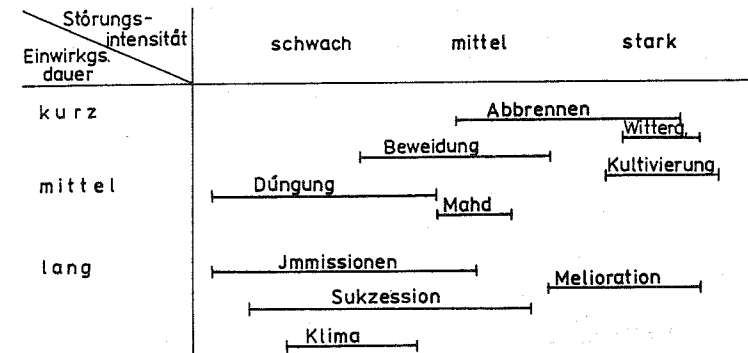 Störungs-
intensität
Einwirkgs.
dauer
schwach mittel stark
kurz
Abbrennen
Witterg.
Beweidung
Kultivierung
mittel
Düngung
Mahd
lang
Jmmissionen
Melioration
Sukzession
Klima